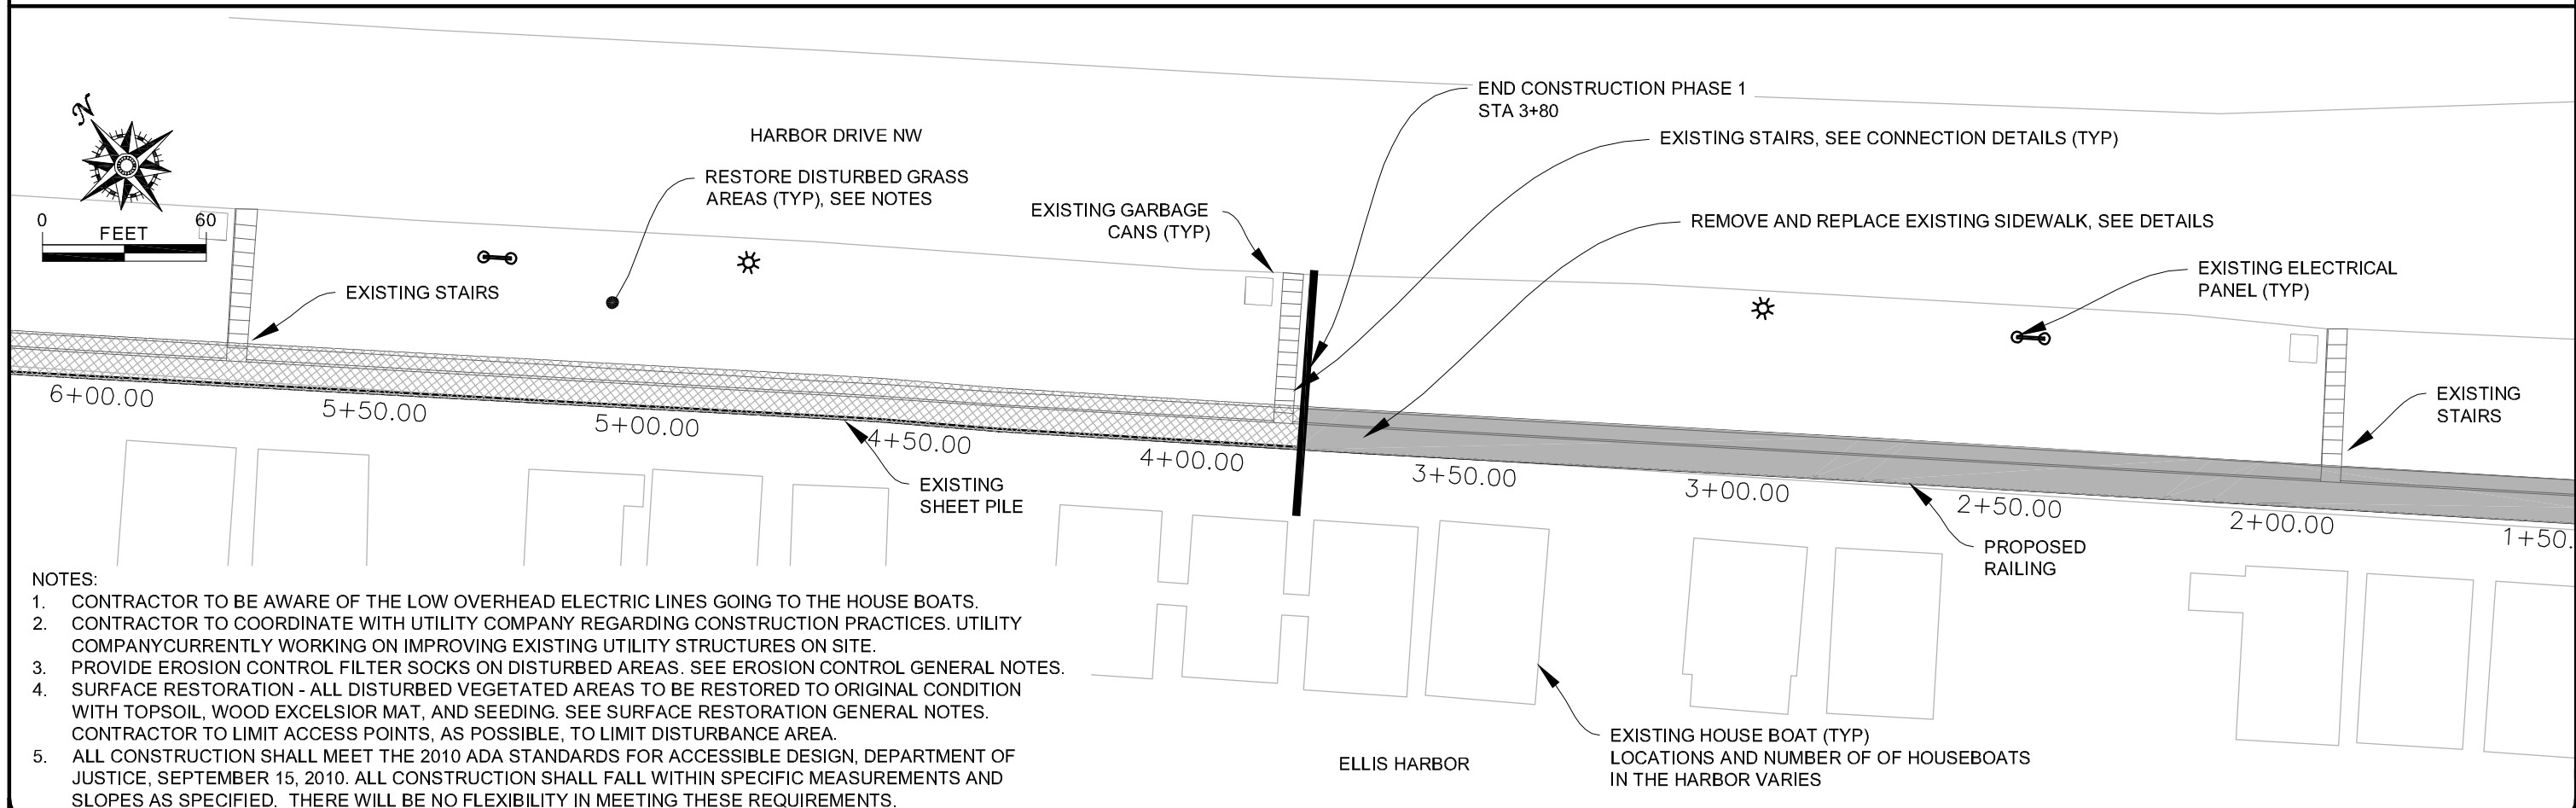 END CONSTRUCTION PHASE 1
STA 3+80
N
HARBOR DRIVE NW
EXISTING STAIRS, SEE CONNECTION DETAILS (TYP)
RESTORE DISTURBED GRASS
AREAS (TYP), SEE NOTES
EXISTING GARBAGE
CANS (TYP)
REMOVE AND REPLACE EXISTING SIDEWALK, SEE DETAILS
0 60
FEET
EXISTING ELECTRICAL
PANEL (TYP)
EXISTING STAIRS
EXISTING
STAIRS
6+00.00
5+50.00
5+00.00
4+50.00
4+00.00
3+50.00
3+00.00
2+50.00
2+00.00
1+50.
EXISTING
SHEET PILE
PROPOSED
RAILING
NOTES:
1. CONTRACTOR TO BE AWARE OF THE LOW OVERHEAD ELECTRIC LINES GOING TO THE HOUSE BOATS.
2. CONTRACTOR TO COORDINATE WITH UTILITY COMPANY REGARDING CONSTRUCTION PRACTICES. UTILITY
COMPANYCURRENTLY WORKING ON IMPROVING EXISTING UTILITY STRUCTURES ON SITE.
3. PROVIDE EROSION CONTROL FILTER SOCKS ON DISTURBED AREAS. SEE EROSION CONTROL GENERAL NOTES.
4. SURFACE RESTORATION - ALL DISTURBED VEGETATED AREAS TO BE RESTORED TO ORIGINAL CONDITION
WITH TOPSOIL, WOOD EXCELSIOR MAT, AND SEEDING. SEE SURFACE RESTORATION GENERAL NOTES.
CONTRACTOR TO LIMIT ACCESS POINTS, AS POSSIBLE, TO LIMIT DISTURBANCE AREA.
5. ALL CONSTRUCTION SHALL MEET THE 2010 ADA STANDARDS FOR ACCESSIBLE DESIGN, DEPARTMENT OF
JUSTICE, SEPTEMBER 15, 2010. ALL CONSTRUCTION SHALL FALL WITHIN SPECIFIC MEASUREMENTS AND
SLOPES AS SPECIFIED. THERE WILL BE NO FLEXIBILITY IN MEETING THESE REQUIREMENTS.
ELLIS HARBOR
EXISTING HOUSE BOAT (TYP)
LOCATIONS AND NUMBER OF OF HOUSEBOATS
IN THE HARBOR VARIES